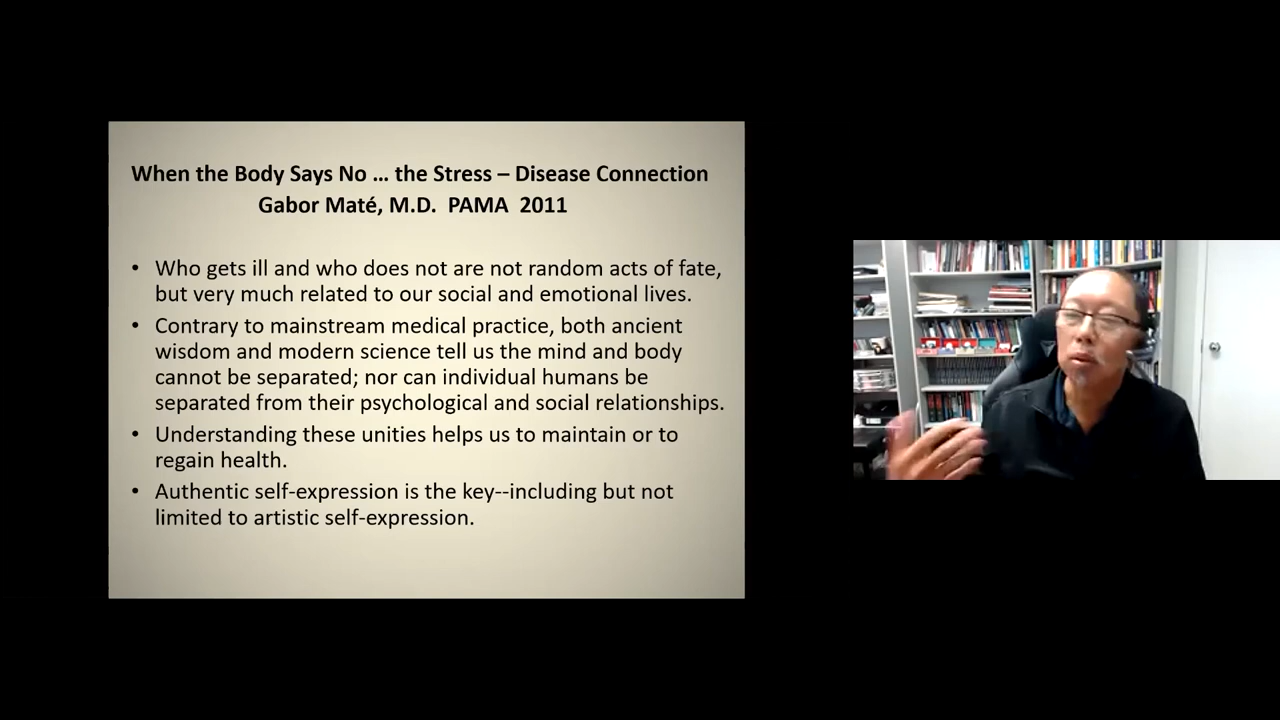 When the Body Says No ... the Stress – Disease Connection
Gabor Maté, M.D.  PAMA  2011
• Who gets ill and who does not are not random acts of fate,
but very much related to our social and emotional lives.
• Contrary to mainstream medical practice, both ancient
wisdom and modern science tell us the mind and body
cannot be separated; nor can individual humans be
separated from their psychological and social relationships.
• Understanding these unities helps us to maintain or to
regain health.
• Authentic self-expression is the key--including but not
limited to artistic self-expression.